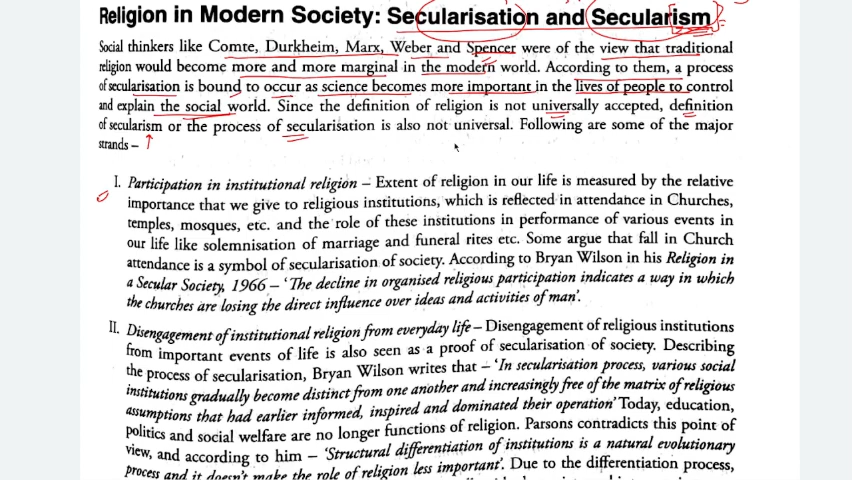 Religion in Modern Society: Secularisation and Secularism
Social thinkers like Comte, Durkheim, Marx, Weber and Spencer were of the view that traditional
religion would become more and more marginal in the modern world. According to them, a process
of secularisation is bound to occur as science becomes more important in the lives of people to control
and explain the social world. Since the definition of religion is not universally accepted, definition
of secularism or the process of secularisation is also not universal. Following are some of the major
strands –
I. Participation in institutional religion – Extent of religion in our life is measured by the relative
importance that we give to religious institutions, which is reflected in attendance in Churches,
temples, mosques, etc. and the role of these institutions in performance of various events in
our life like solemnisation of marriage and funeral rites etc. Some argue that fall in Church
attendance is a symbol of secularisation of society. According to Bryan Wilson in his Religion in
a Secular Society, 1966 – ‘The decline in organised religious participation indicates a way in which
the churches are losing the direct influence over ideas and activities of man’.
II. Disengagement of institutional religion from everyday life – Disengagement of religious institutions
from important events of life is also seen as a proof of secularisation of society. Describing
the process of secularisation, Bryan Wilson writes that – ‘In secularisation process, various social
institutions gradually become distinct from one another and increasingly free of the matrix of religious
assumptions that had earlier informed, inspired and dominated their operation’ Today, education,
politics and social welfare are no longer functions of religion. Parsons contradicts this point of
view, and according to him – ‘Structural differentiation of institutions is a natural evolutionary
process and it doesn’t make the role of religion less important’. Due to the differentiation process,